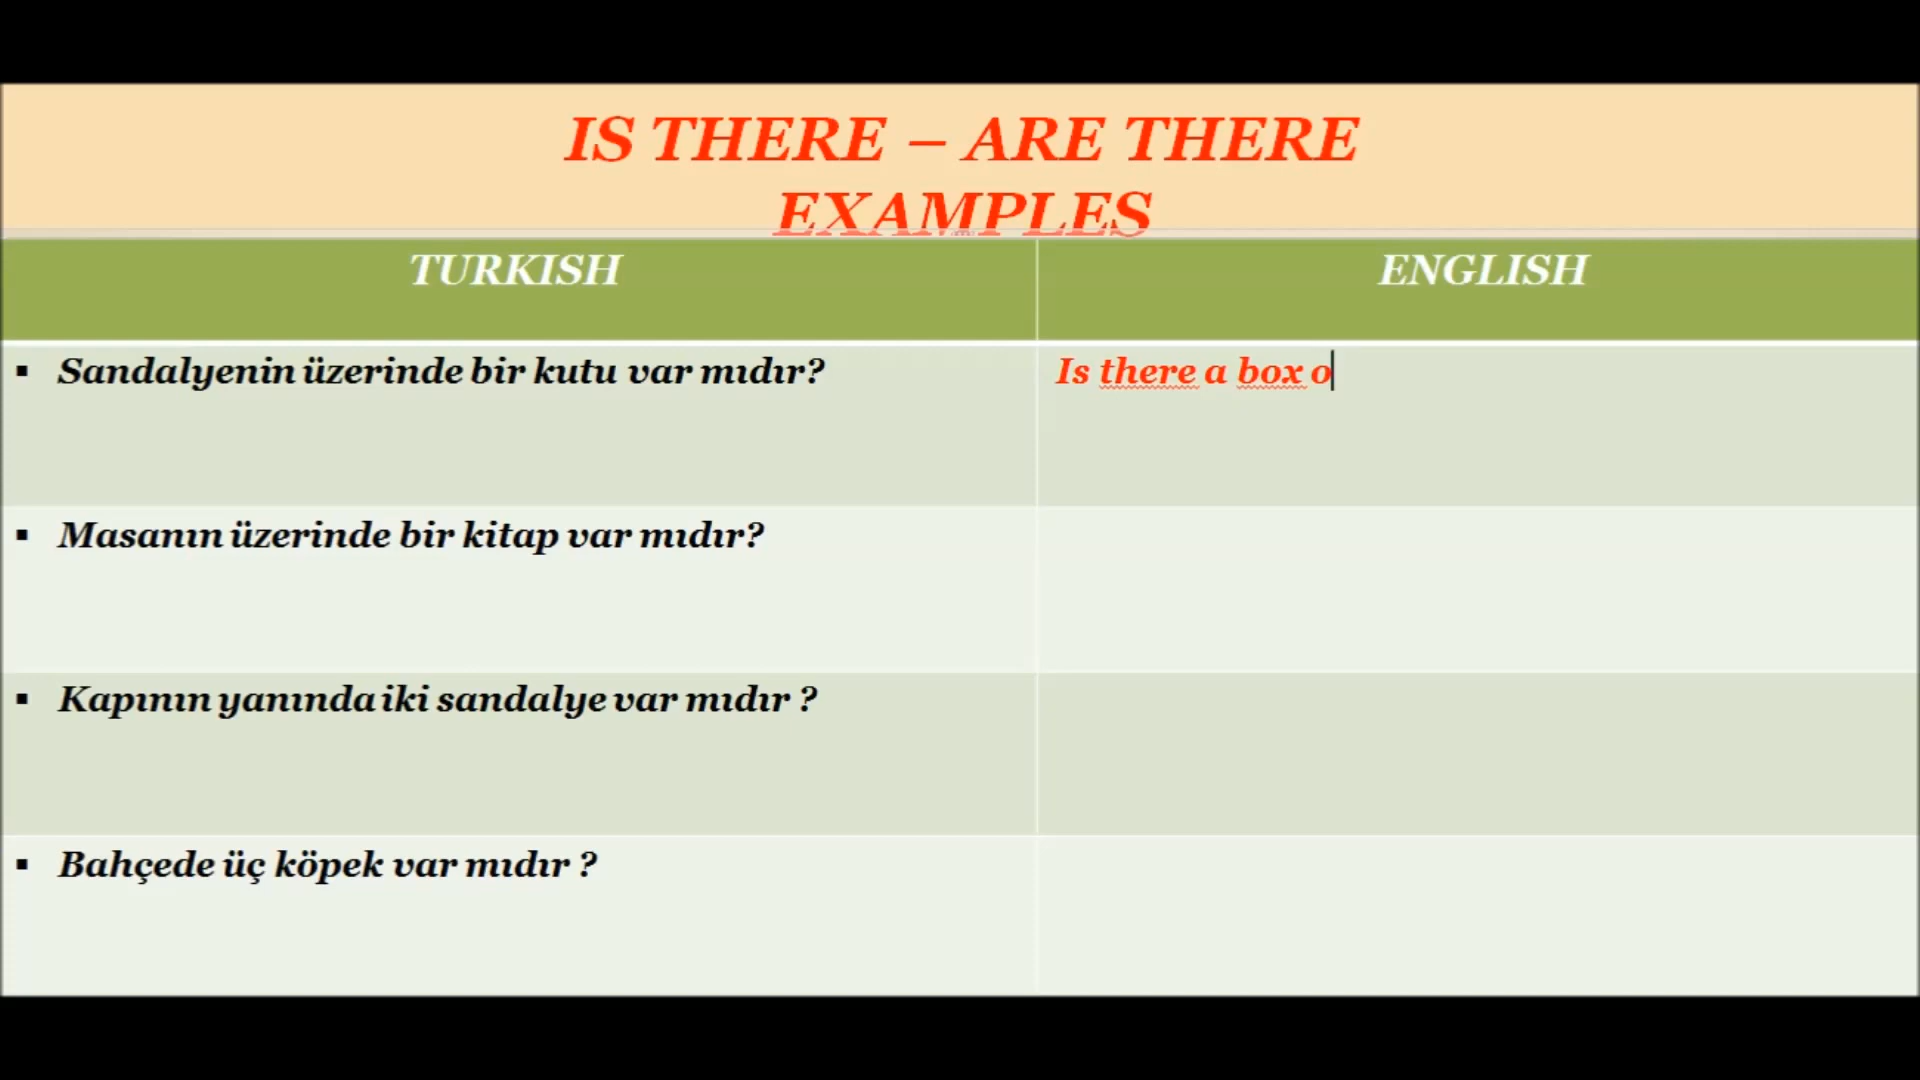 IS THERE – ARE THERE
EXAMPLES
TURKISH
ENGLISH
▪ Sandalyenin üzerinde bir kutu var mıdır?
Is there a box o
▪ Masanın üzerinde bir kitap var mıdır?
▪ Kapının yanında iki sandalye var mıdır ?
▪ Bahçede üç köpek var mıdır ?